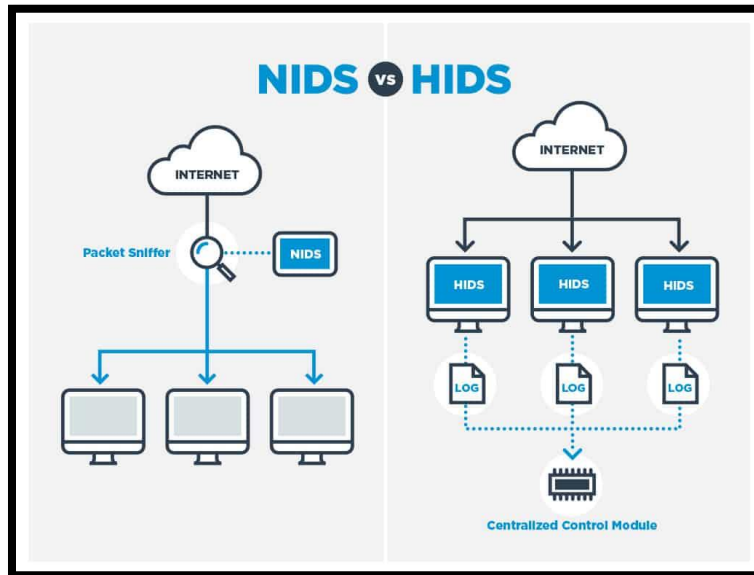 NIDS vs HIDS
INTERNET
Packet Sniffer
NIDS
INTERNET
HIDS HIDS HIDS
LOG LOG LOG
Centralized Control Module